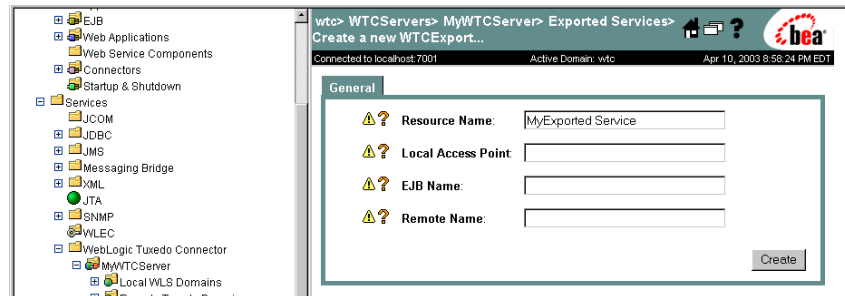 EJB
Web Applications
Web Service Components
Connectors
Startup & Shutdown
Services
JCOM
JDBC
JMS
Messaging Bridge
XML
JTA
SNMP
WLEC
WebLogic Tuxedo Connector
MyWTCServer
Local WLS Domains
wtc> WTCServers> MyWTCServer> Exported Services>
Create a new WTCExport...
?
bea
Connected to localhost:7001 Active Domain: wtc Apr 10, 2003 8:58:24 PM EDT
General
? Resource Name: MyExported Service
? Local Access Point:
? EJB Name:
? Remote Name:
Create